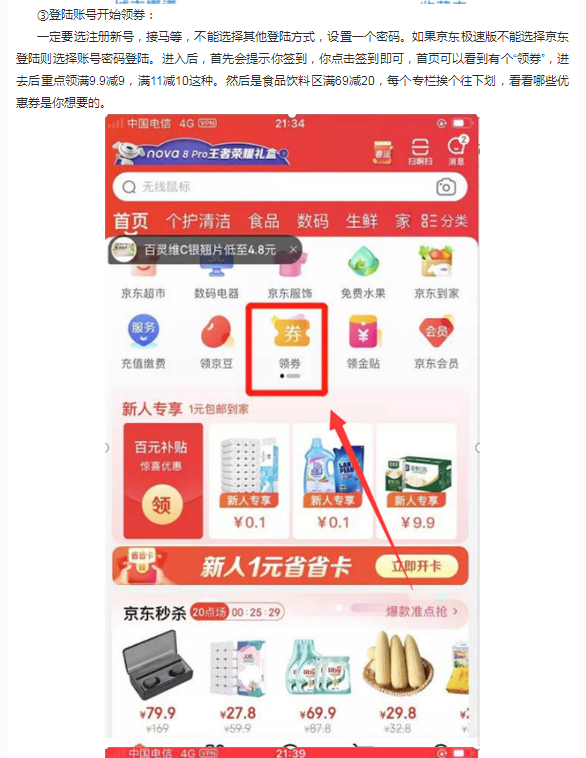 ③登陆账号开始领券：
一定要选注册新号，接马等，不能选择其他登陆方式，设置一个密码。如果京东极速版不能选择京东
登陆则选择账号密码登陆。进入后，首先会提示你签到，你点击签到即可，首页可以看到有个“领券”，进
去后重点领满9.9减9，满11减10这种。然后是食品饮料区满69减20，每个专栏挨个往下划，看看哪些优
惠券是你想要的。
中国电信 4G VPN 21:34
nova 8 Pro王者荣耀礼盒
扫啊扫 消息 2
无线鼠标
首页 个护清洁 食品 数码 生鲜 家 分类
百灵维C银翘片低至4.8元 ×
京东超市 数码电器 京东服饰 免费水果 京东到家
服务 券 ¥ 会员
充值缴费 领京豆 领券 领金贴 京东会员
新人专享 1元包邮到家
百元补贴
惊喜优惠
领
新人专享 新人专享 新人专享
¥0.1 ¥0.1 ¥9.9
省省卡 新人1元省省卡 立即开卡
京东秒杀 20点场 00:25:29 爆款准点抢 >
¥79.9 ¥27.8 ¥69.9 ¥29.8
¥169 ¥59.9 ¥87.8 ¥32.8
中国电信 4G VPN 21:39